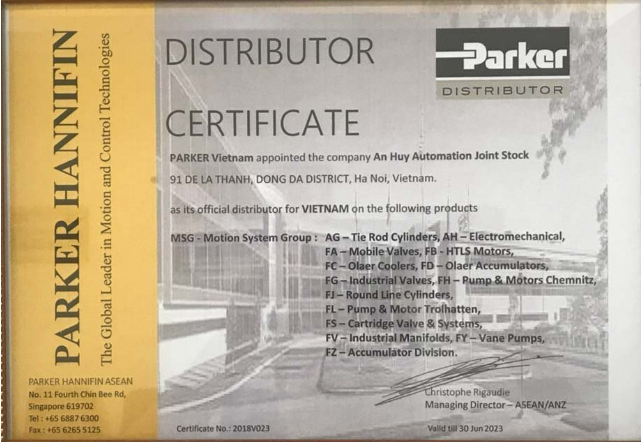 PARKER HANNIFIN
The Global Leader in Motion and Control Technologies
DISTRIBUTOR
CERTIFICATE
Parker
DISTRIBUTOR
PARKER Vietnam appointed the company An Huy Automation Joint Stock
91 DE LA THANH, DONG DA DISTRICT, Ha Noi, Vietnam.
as its official distributor for VIETNAM on the following products
MSG - Motion System Group : AG – Tie Rod Cylinders, AH – Electromechanical,
FA – Mobile Valves, FB - HTLS Motors,
FC – Olaer Coolers, FD – Olaer Accumulators,
FG – Industrial Valves, FH – Pump & Motors Chemnitz,
FJ – Round Line Cylinders,
FL – Pump & Motor Trolhatten,
FS – Cartridge Valve & Systems,
FV – Industrial Manifolds, FY – Vane Pumps,
FZ – Accumulator Division.
PARKER HANNIFIN ASEAN
No. 11 Fourth Chin Bee Rd,
Singapore 619702
Tel : +65 6887 6300
Fax : +65 6265 5125
Christophe Rigaudie
Managing Director – ASEAN/ANZ
Certificate No.: 2018V023
Valid till 30 Jun 2023